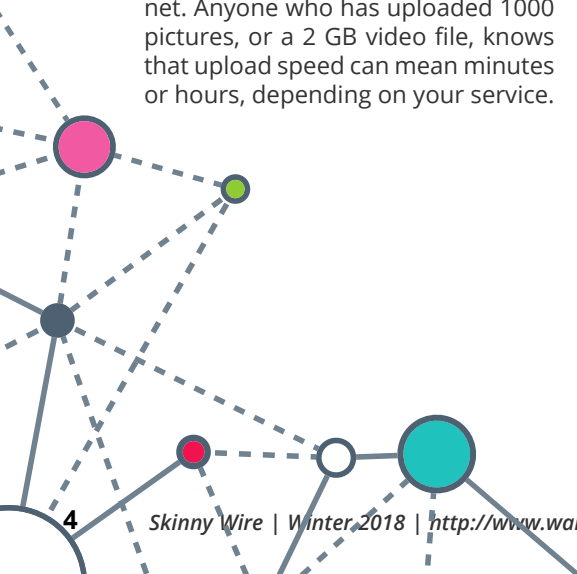 net. Anyone who has uploaded 1000
pictures, or a 2 GB video file, knows
that upload speed can mean minutes
or hours, depending on your service.
4 Skinny Wire | Winter 2018 | http://www.wa